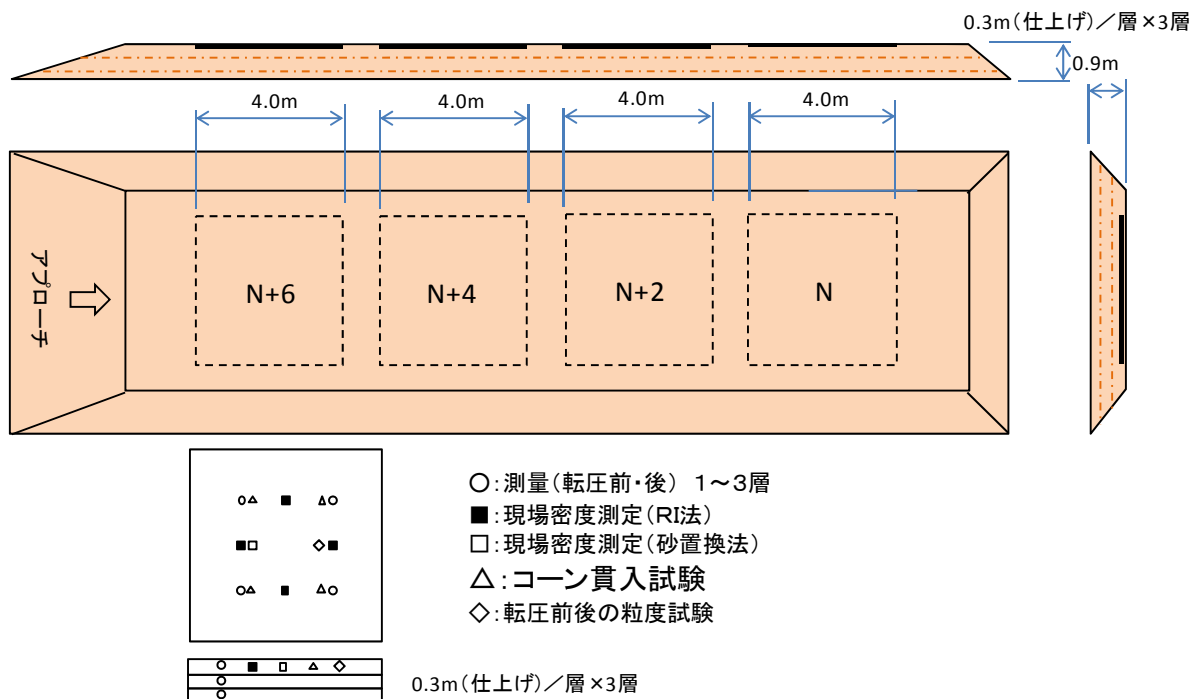 0.3m(仕上げ)/層×3層
0.9m
4.0m
4.0m
4.0m
4.0m
アプローチ
N+6
N+4
N+2
N
○:測量(転圧前・後) 1~3層
■:現場密度測定(RI法)
□:現場密度測定(砂置換法)
△:コーン貫入試験
◇:転圧前後の粒度試験
0.3m(仕上げ)/層×3層